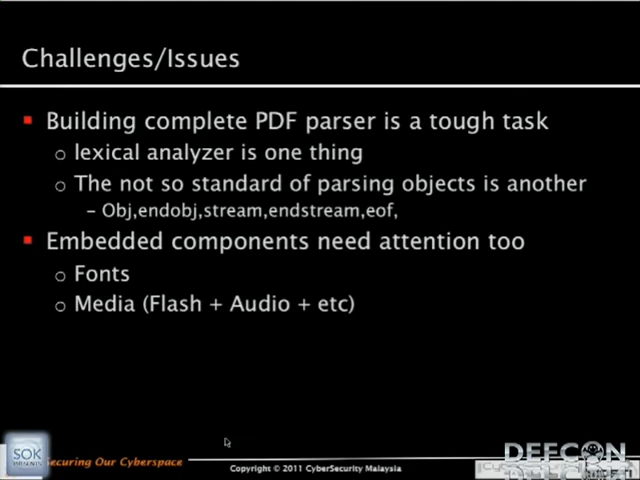 Challenges/Issues
Building complete PDF parser is a tough task
lexical analyzer is one thing
The not so standard of parsing objects is another
– Obj,endobj,stream,endstream,eof,
Embedded components need attention too
Fonts
Media (Flash + Audio + etc)
SOK
Securing Our Cyberspace
Copyright © 2011 CyberSecurity Malaysia
DEFCON